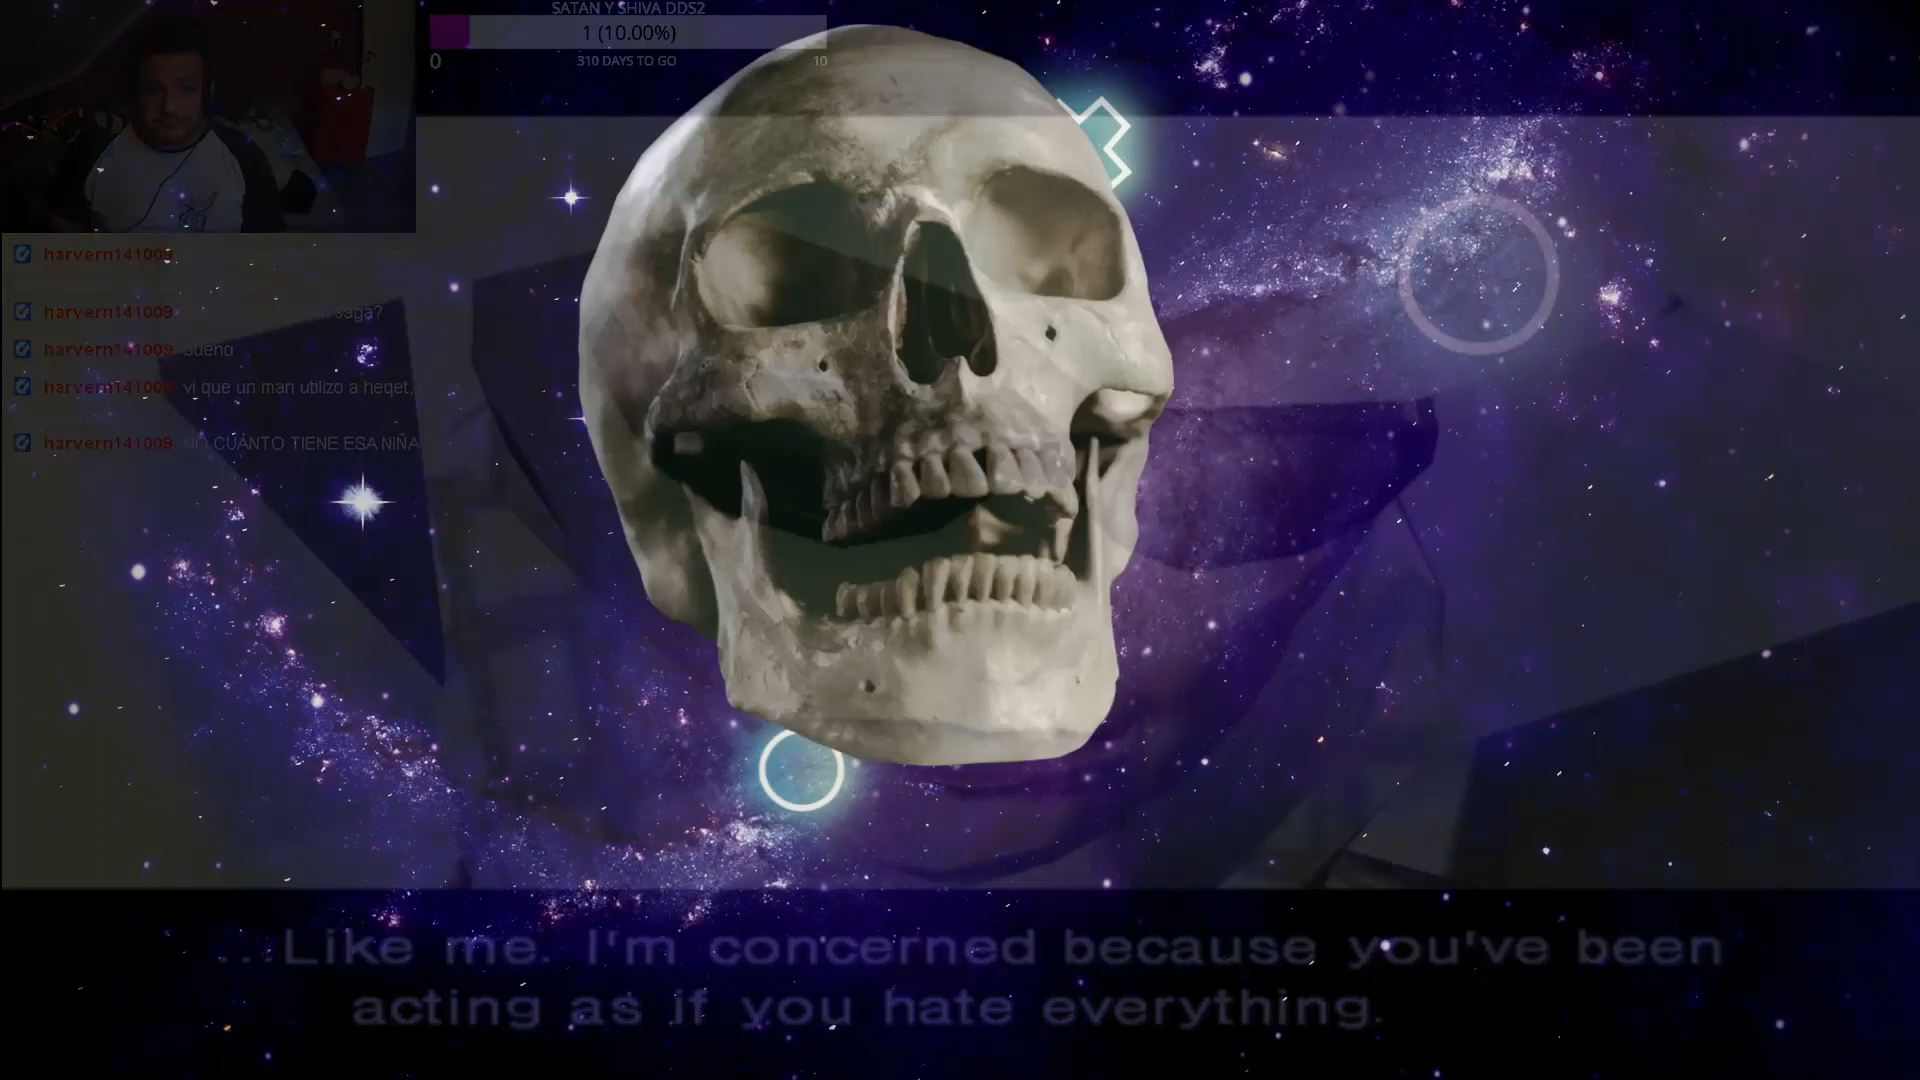 SATAN Y SHIVA DDS2
1 (10.00%)
0 310 DAYS TO GO 10
harvern141009
harvern141009 saga?
harvern141009 bueno
harvern141009 vi que un man utilizo a heqet,
harvern141009 NO CUÁNTO TIENE ESA NIÑA
...Like me. I'm concerned because you've been
acting as if you hate everything.